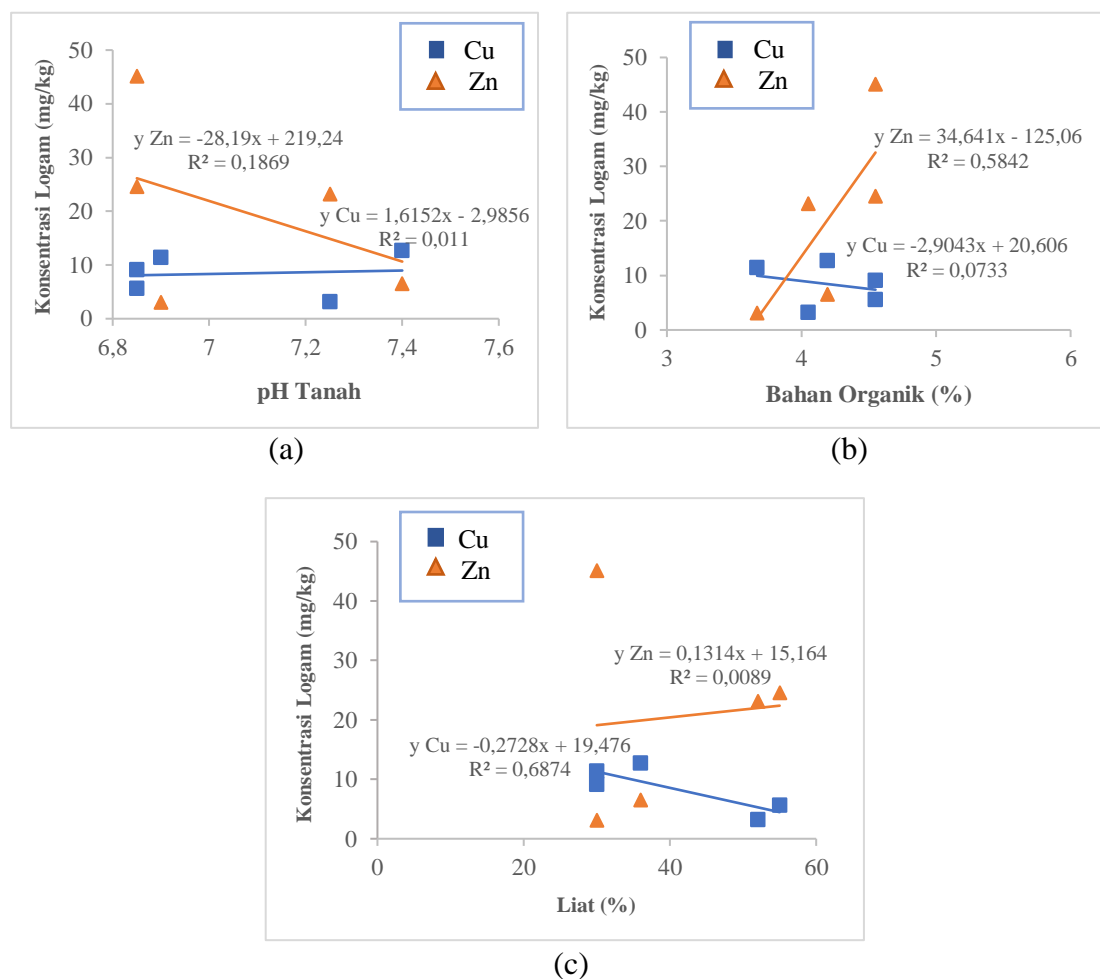 Cu
Zn
Konsentrasi Logam (mg/kg)
50
40
30
20
10
0
y Zn = -28,19x + 219,24
R² = 0,1869
y Cu = 1,6152x - 2,9856
R² = 0,011
6,8
7
7,2
7,4
7,6
pH Tanah
(a)
Cu
Zn
Konsentrasi Logam (mg/kg)
50
40
30
20
10
0
y Zn = 34,641x - 125,06
R² = 0,5842
y Cu = -2,9043x + 20,606
R² = 0,0733
3
4
5
6
Bahan Organik (%)
(b)
Cu
Zn
Konsentrasi Logam (mg/kg)
50
40
30
20
10
0
y Zn = 0,1314x + 15,164
R² = 0,0089
y Cu = -0,2728x + 19,476
R² = 0,6874
0
20
40
60
Liat (%)
(c)